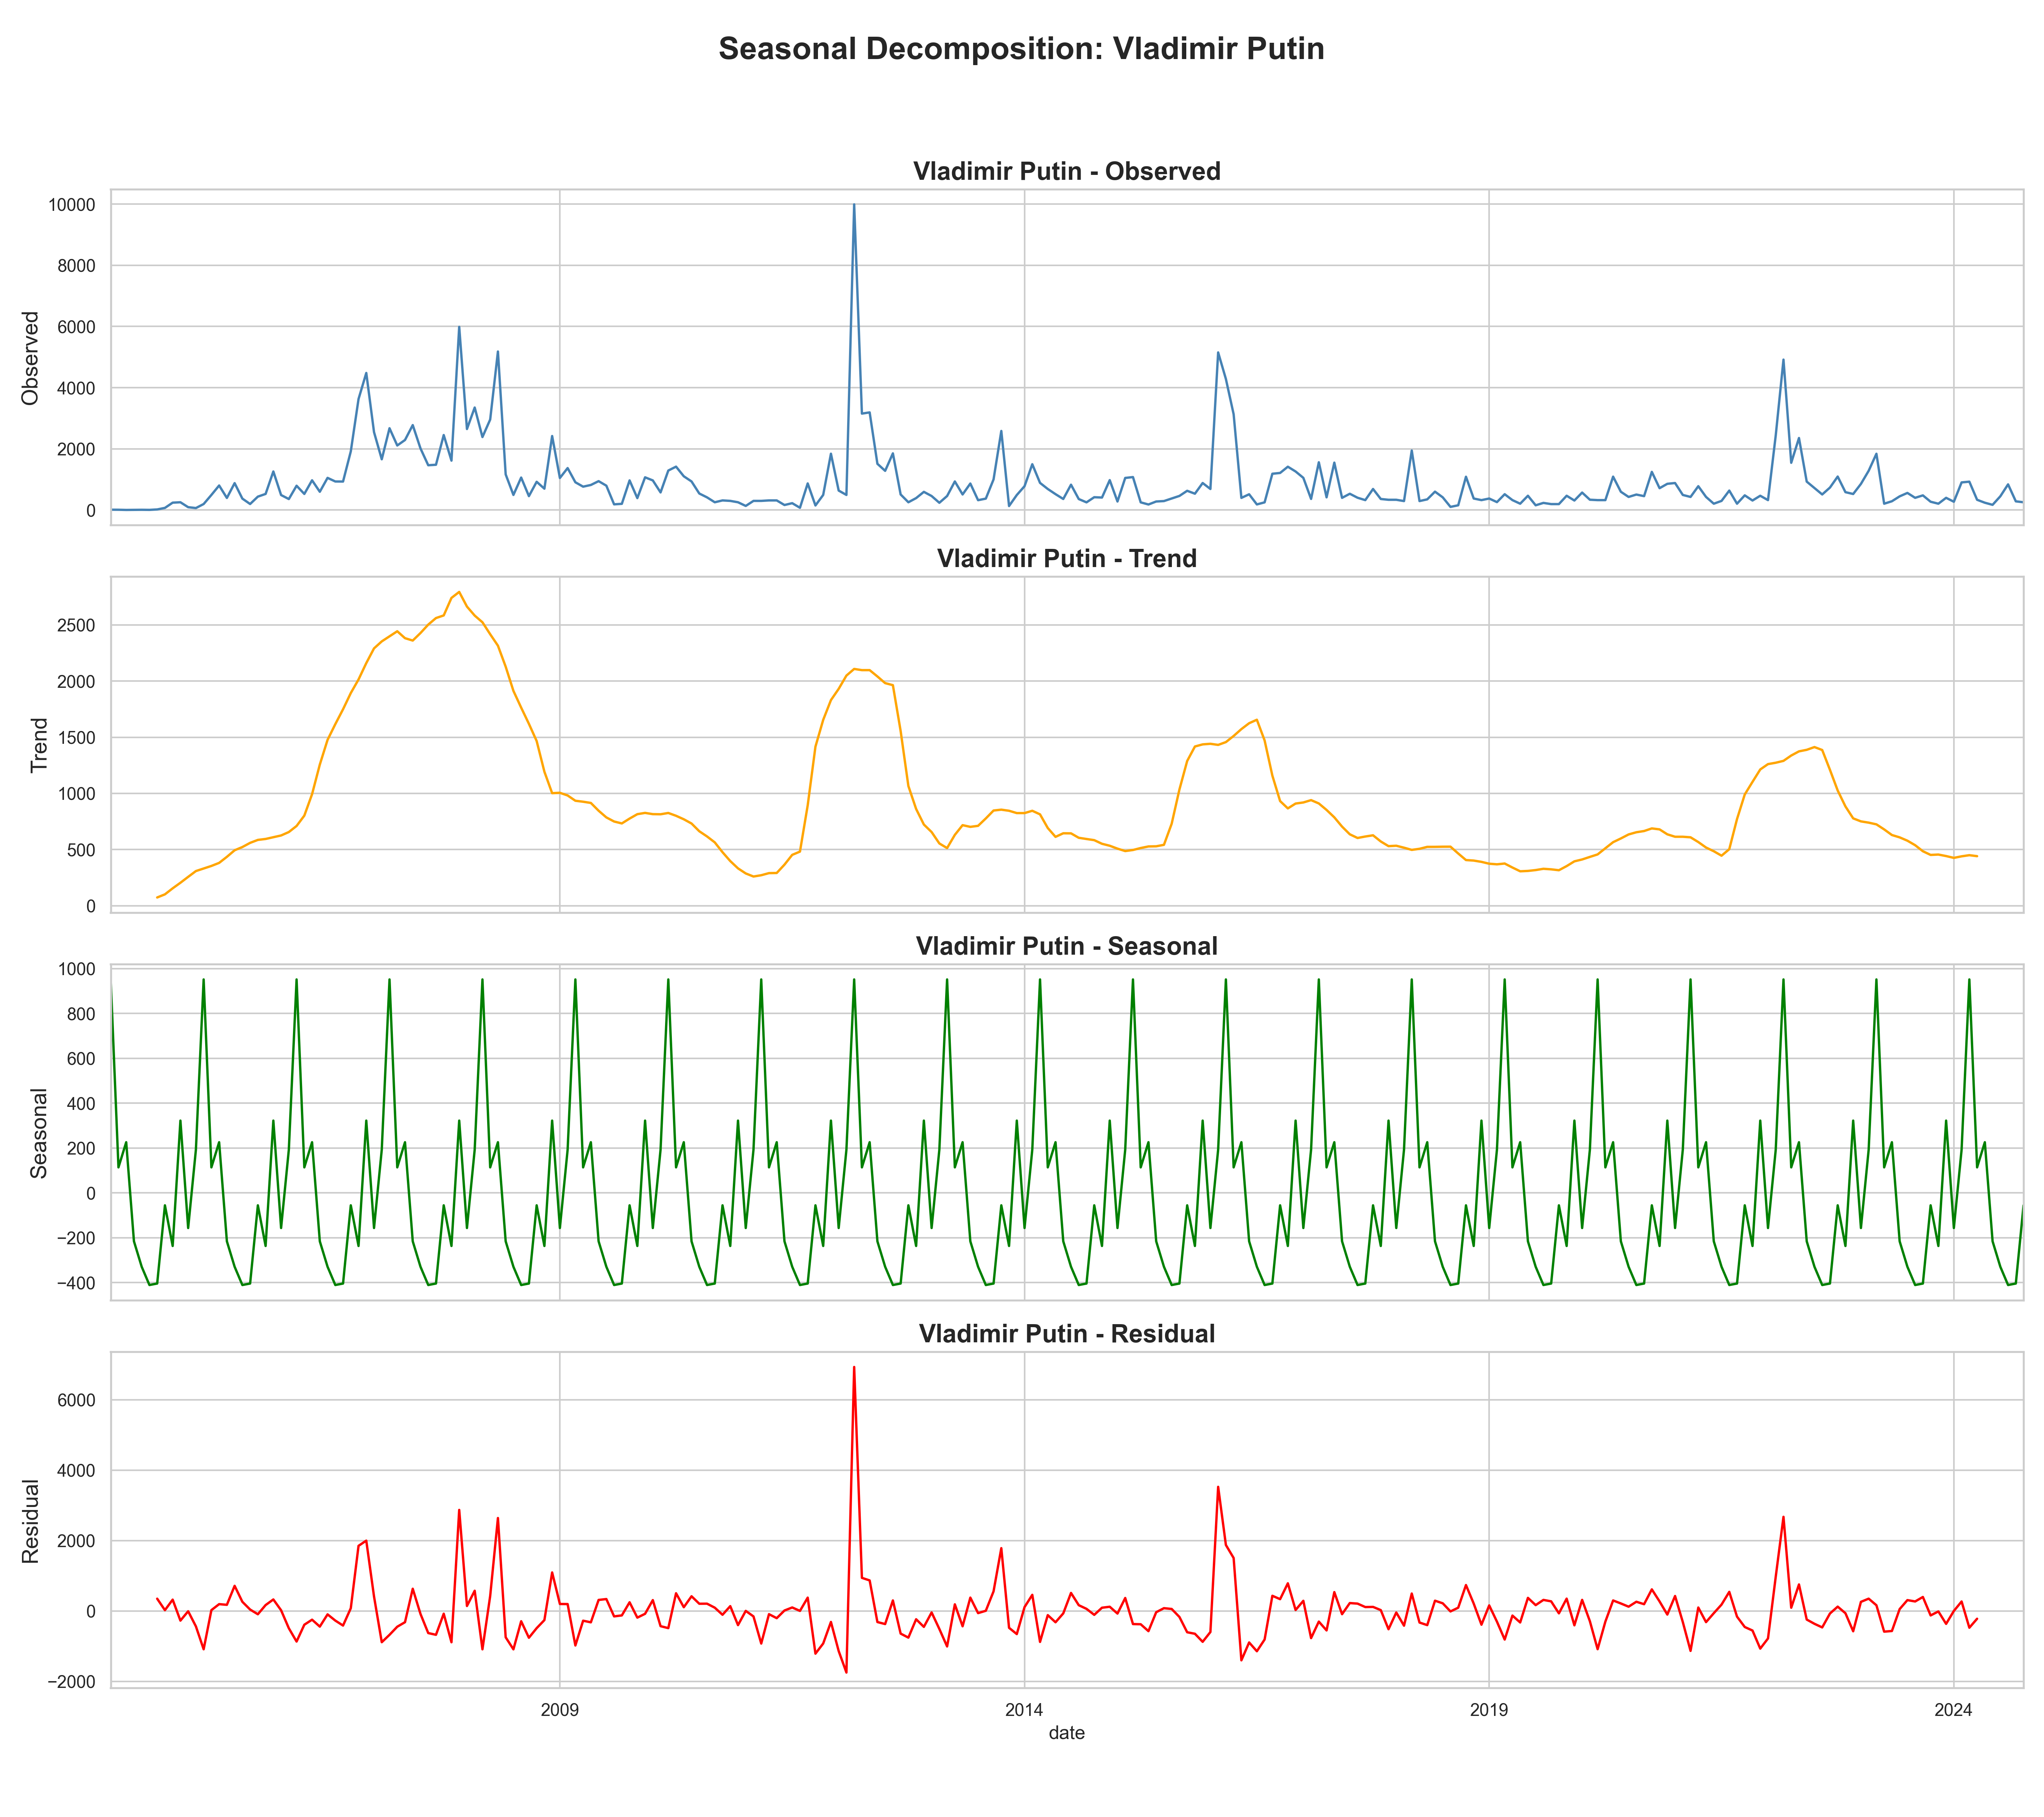 Seasonal Decomposition: Vladimir Putin
Vladimir Putin - Observed
Observed
10000
8000
6000
4000
2000
0
Vladimir Putin - Trend
Trend
2500
2000
1500
1000
500
0
Vladimir Putin - Seasonal
Seasonal
1000
800
600
400
200
0
−200
−400
Vladimir Putin - Residual
Residual
6000
4000
2000
0
−2000
2009 2014 2019 2024
date